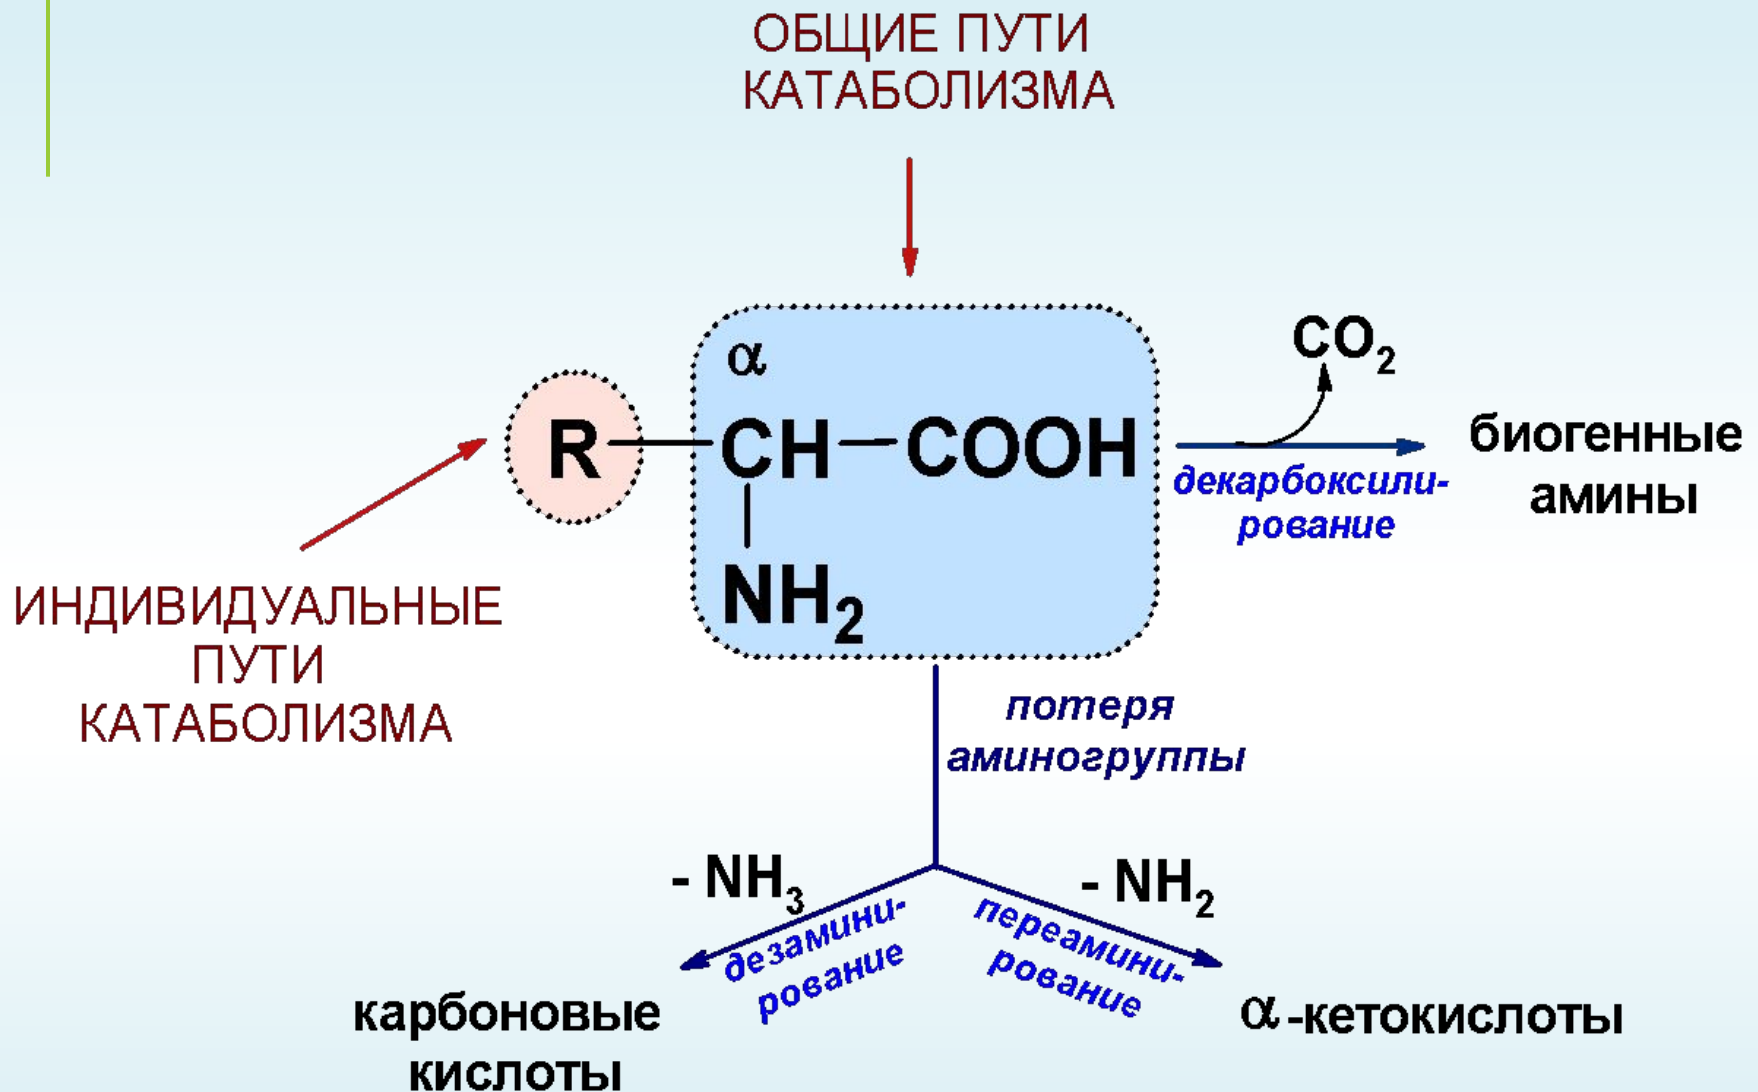 ОБЩИЕ ПУТИ
КАТАБОЛИЗМА
α
CO₂
R—CH—COOH
биогенные
амины
декарбоксили-
рование
NH₂
ИНДИВИДУАЛЬНЫЕ
ПУТИ
КАТАБОЛИЗМА
потеря
аминогруппы
- NH₃
- NH₂
дезамини-
рование
переамини-
рование
карбоновые
кислоты
α-кетокислоты